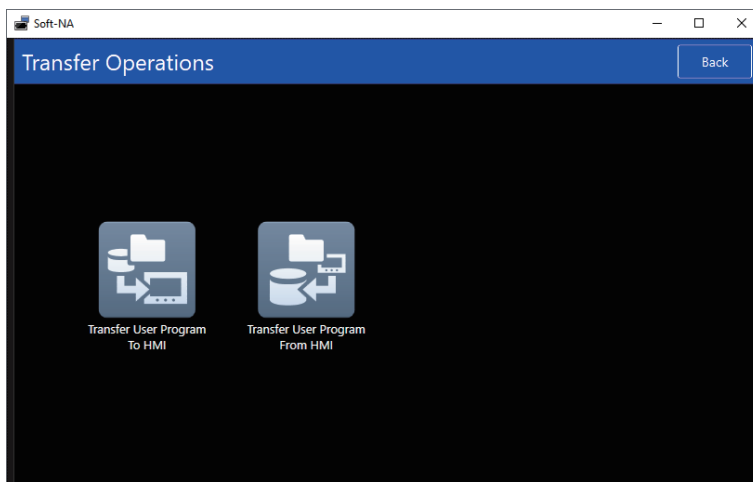 Soft-NA
Transfer Operations
Back
Transfer User Program
To HMI
Transfer User Program
From HMI